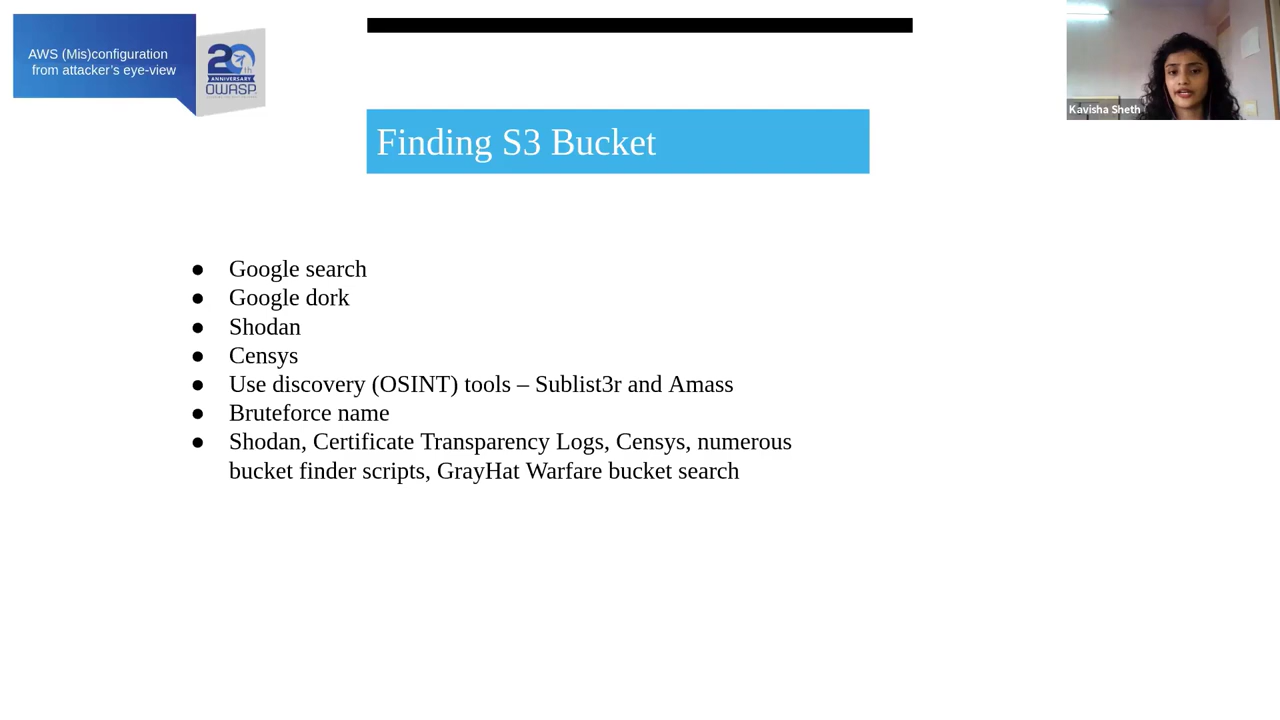 AWS (Mis)configuration
from attacker's eye-view
20th
ANNIVERSARY
OWASP
Kavisha Sheth
Finding S3 Bucket
● Google search
● Google dork
● Shodan
● Censys
● Use discovery (OSINT) tools – Sublist3r and Amass
● Bruteforce name
● Shodan, Certificate Transparency Logs, Censys, numerous
bucket finder scripts, GrayHat Warfare bucket search